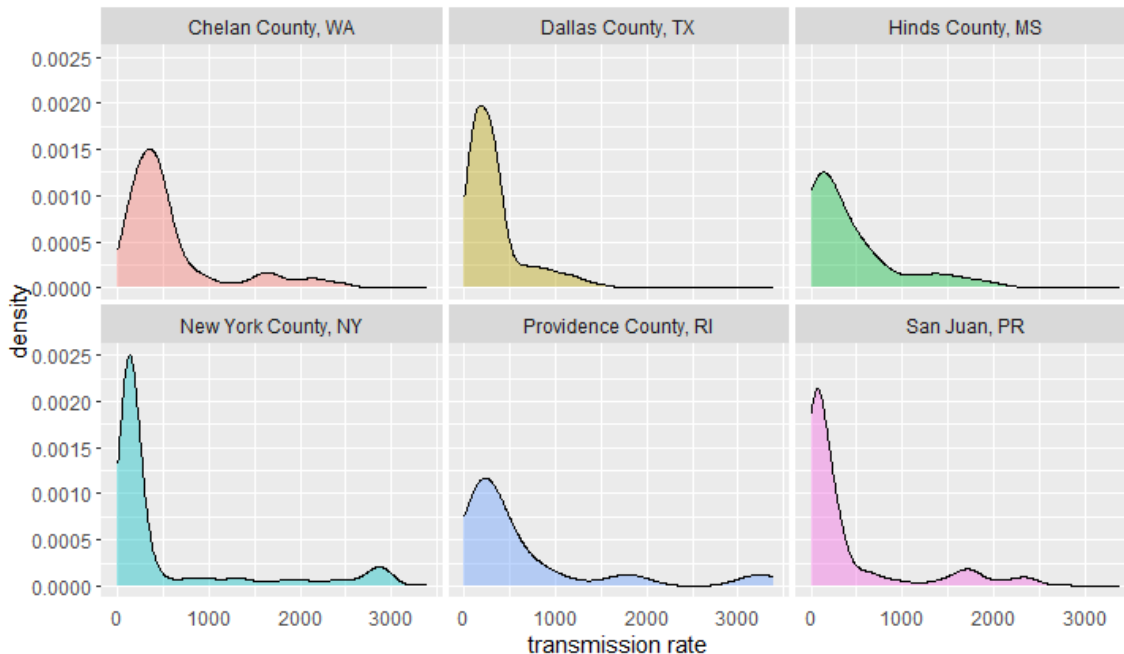 Chelan County, WA
Dallas County, TX
Hinds County, MS
0.0025
0.0020
0.0015
0.0010
0.0005
0.0000
New York County, NY
Providence County, RI
San Juan, PR
density
0.0025
0.0020
0.0015
0.0010
0.0005
0.0000
0 1000 2000 3000
0 1000 2000 3000
0 1000 2000 3000
transmission rate